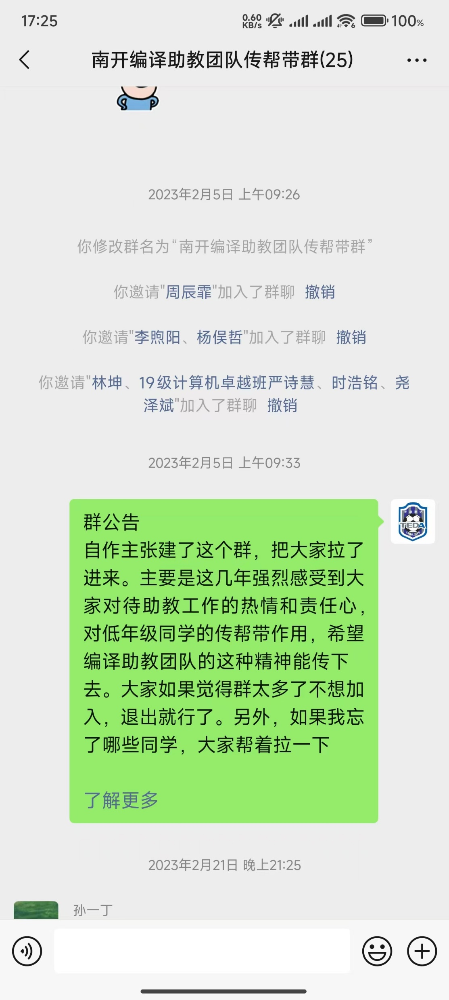 17:25
0.60
KB/s
6
100%
南开编译助教团队传帮带群(25)
2023年2月5日 上午09:26
你修改群名为“南开编译助教团队传帮带群”
你邀请"周辰霏"加入了群聊 撤销
你邀请"李煦阳、杨俣哲"加入了群聊 撤销
你邀请"林坤、19级计算机卓越班严诗慧、时浩铭、尧
泽斌"加入了群聊 撤销
2023年2月5日 上午09:33
天津泰达
TEDA
1998.2.16
群公告
自作主张建了这个群，把大家拉了
进来。主要是这几年强烈感受到大
家对待助教工作的热情和责任心，
对低年级同学的传帮带作用，希望
编译助教团队的这种精神能传下
去。大家如果觉得群太多了不想加
入，退出就行了。另外，如果我忘
了哪些同学，大家帮着拉一下
了解更多
2023年2月21日 晚上21:25
孙一丁